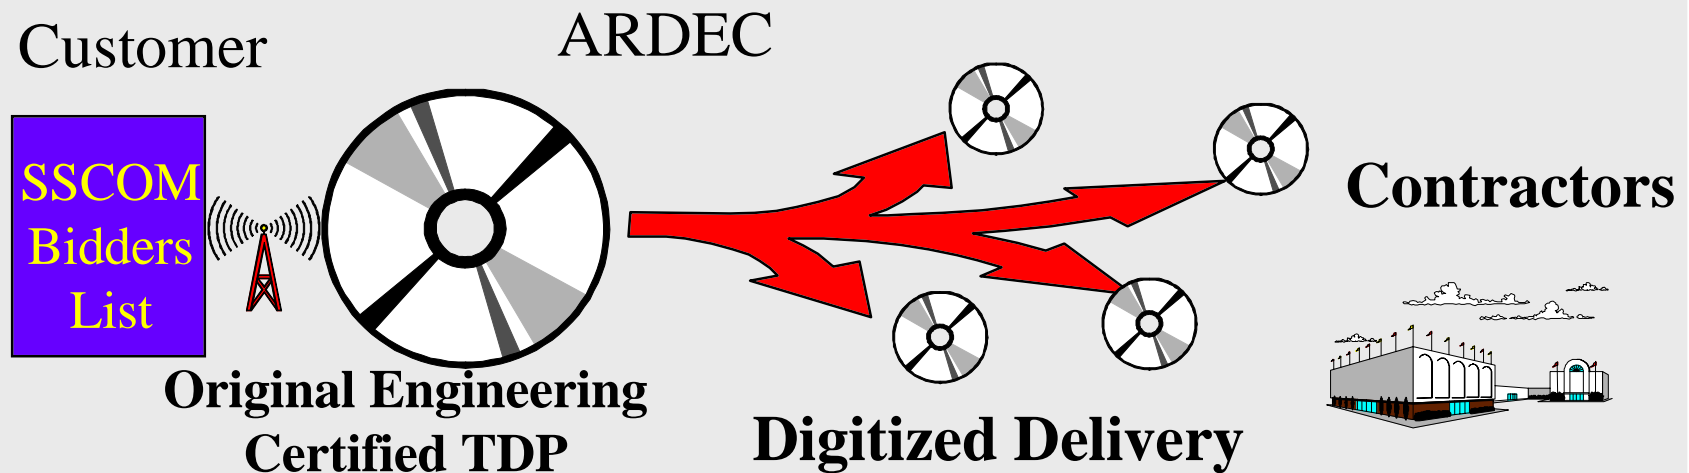 Customer
ARDEC
SSCOM
Bidders
List
Original Engineering
Certified TDP
Digitized Delivery
Contractors